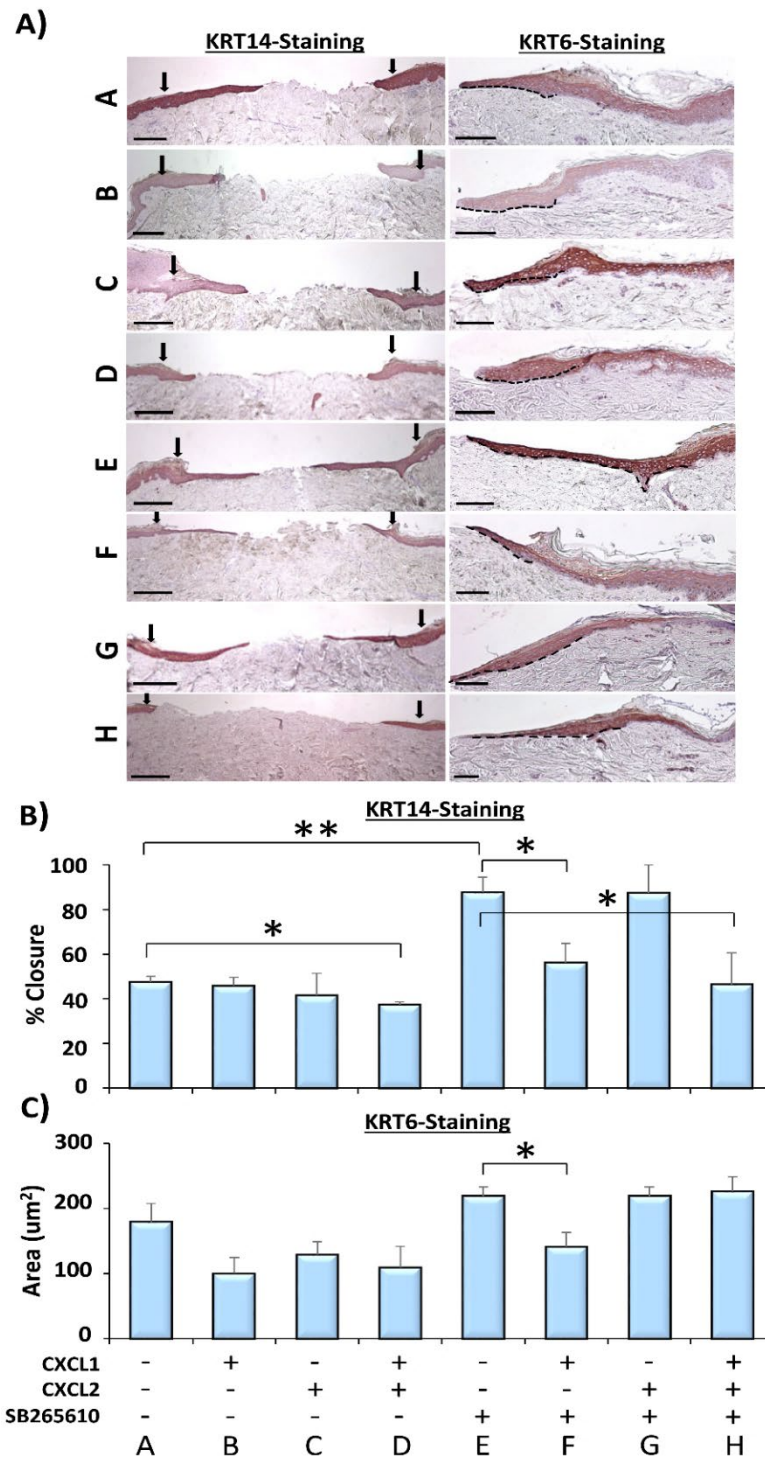 A)
KRT14-Staining KRT6-Staining
A
B
C
D
E
F
G
H
B)
KRT14-Staining
** *
* *
100
80
60
40
20
0
% Closure
C)
KRT6-Staining
*
300
200
100
0
Area (um²)
CXCL1 - + - + - + - +
CXCL2 - - + + - - + +
SB265610 - - - - + + + +
A B C D E F G H